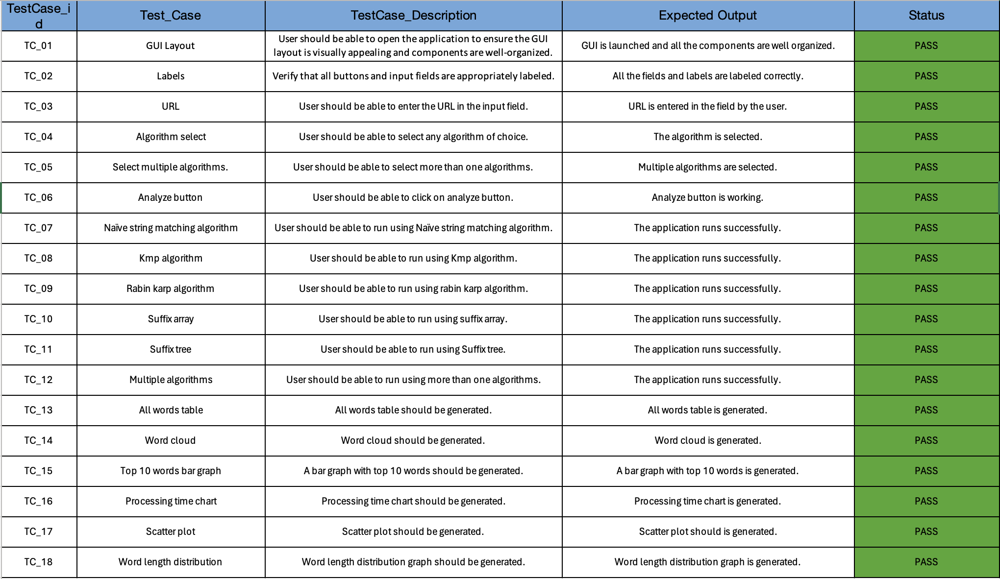 TestCase_i
d
Test_Case
TestCase_Description
Expected Output
Status
TC_01
GUI Layout
User should be able to open the application to ensure the GUI
layout is visually appealing and components are well-organized.
GUI is launched and all the components are well organized.
PASS
TC_02
Labels
Verify that all buttons and input fields are appropriately labeled.
All the fields and labels are labeled correctly.
PASS
TC_03
URL
User should be able to enter the URL in the input field.
URL is entered in the field by the user.
PASS
TC_04
Algorithm select
User should be able to select any algorithm of choice.
The algorithm is selected.
PASS
TC_05
Select multiple algorithms.
User should be able to select more than one algorithms.
Multiple algorithms are selected.
PASS
TC_06
Analyze button
User should be able to click on analyze button.
Analyze button is working.
PASS
TC_07
Naïve string matching algorithm
User should be able to run using Naïve string matching algorithm.
The application runs successfully.
PASS
TC_08
Kmp algorithm
User should be able to run using Kmp algorithm.
The application runs successfully.
PASS
TC_09
Rabin karp algorithm
User should be able to run using rabin karp algorithm.
The application runs successfully.
PASS
TC_10
Suffix array
User should be able to run using suffix array.
The application runs successfully.
PASS
TC_11
Suffix tree
User should be able to run using Suffix tree.
The application runs successfully.
PASS
TC_12
Multiple algorithms
User should be able to run using more than one algorithms.
The application runs successfully.
PASS
TC_13
All words table
All words table should be generated.
All words table is generated.
PASS
TC_14
Word cloud
Word cloud should be generated.
Word cloud is generated.
PASS
TC_15
Top 10 words bar graph
A bar graph with top 10 words should be generated.
A bar graph with top 10 words is generated.
PASS
TC_16
Processing time chart
Processing time chart should be generated.
Processing time chart is generated.
PASS
TC_17
Scatter plot
Scatter plot should be generated.
Scatter plot should is generated.
PASS
TC_18
Word length distribution
Word length distribution graph should be generated.
Word length distribution graph is generated.
PASS